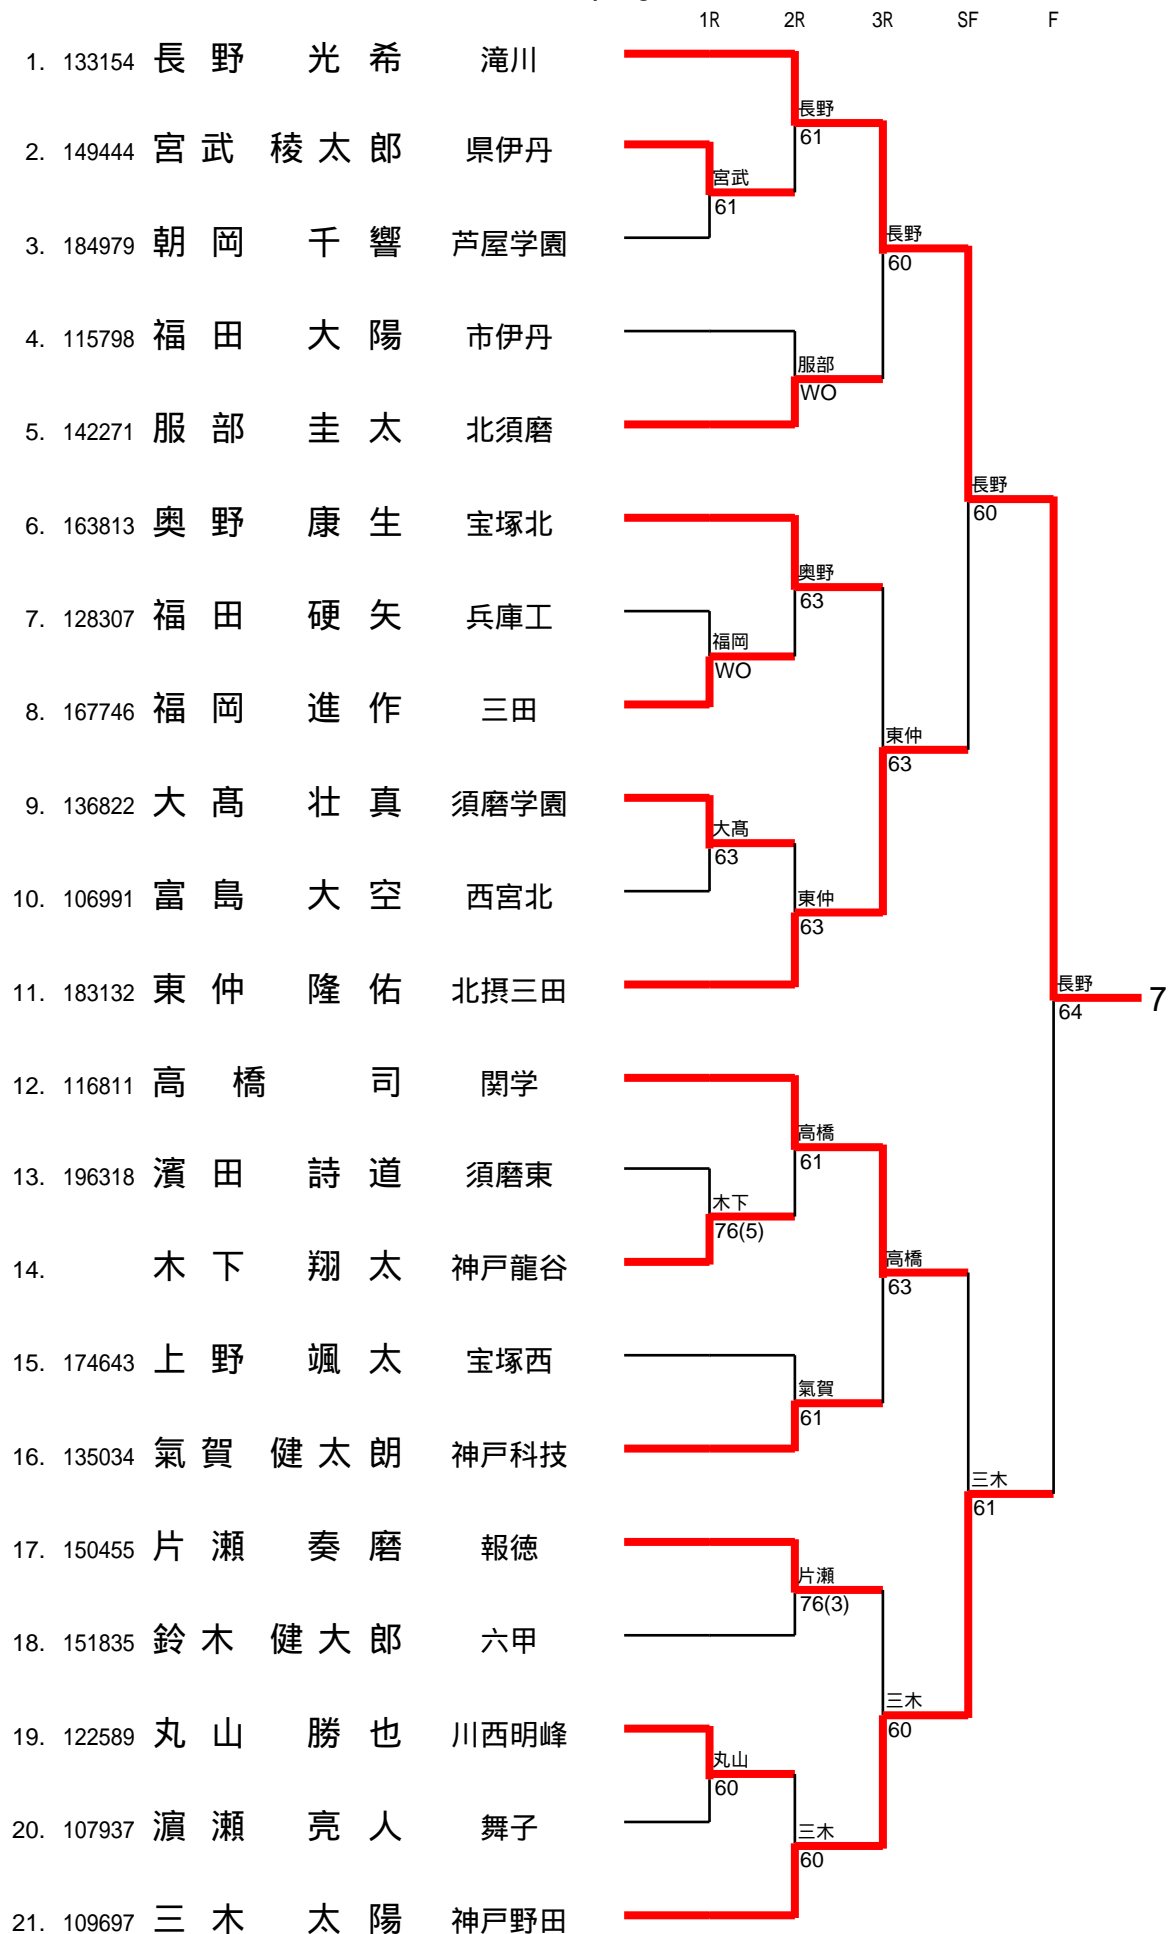 1R 2R 3R SF F
1. 133154 長野 光希 滝川
長野
61
2. 149444 宮武 稜太郎 県伊丹
宮武
61
3. 184979 朝岡 千響 芦屋学園
長野
60
4. 115798 福田 大陽 市伊丹
服部
WO
5. 142271 服部 圭太 北須磨
長野
60
6. 163813 奥野 康生 宝塚北
奥野
63
7. 128307 福田 硬矢 兵庫工
福岡
WO
8. 167746 福岡 進作 三田
東仲
63
9. 136822 大髙 壮真 須磨学園
大髙
63
10. 106991 富島 大空 西宮北
東仲
63
11. 183132 東仲 隆佑 北摂三田
長野
64
7
12. 116811 高橋 司 関学
高橋
61
13. 196318 濱田 詩道 須磨東
木下
76(5)
14. 木下 翔太 神戸龍谷
高橋
63
15. 174643 上野 颯太 宝塚西
氣賀
61
16. 135034 氣賀 健太朗 神戸科技
三木
61
17. 150455 片瀬 奏磨 報徳
片瀬
76(3)
18. 151835 鈴木 健大郎 六甲
三木
60
19. 122589 丸山 勝也 川西明峰
丸山
60
20. 107937 濵瀬 亮人 舞子
三木
60
21. 109697 三木 太陽 神戸野田